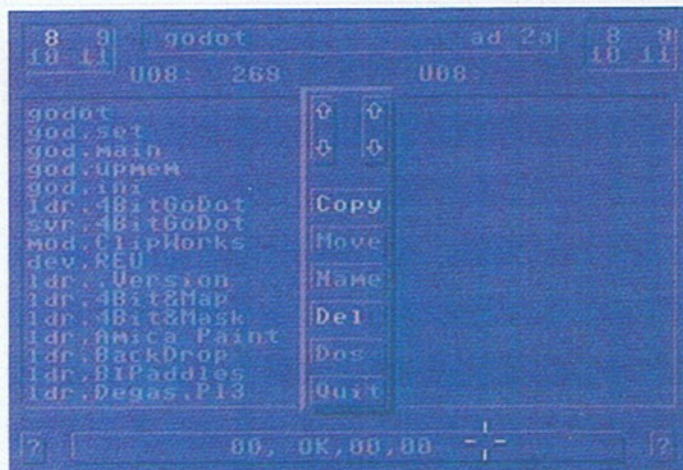 8 9 godot ad 2a 8 9
10 11 10 11
U08: 269 U08:
godot
god.set
god.main
god.upmem
god.ini
ldr.4BitGoDot
svr.4BitGoDot
mod.ClipWorks
dev.REU
ldr..Version
ldr.4Bit&Map
ldr.4Bit&Mask
ldr.Amica Paint
ldr.BackDrop
ldr.BIPaddles
ldr.Degas.PI3
Copy
Move
Name
Del
Dos
Quit
? 00, OK,00,00 ?